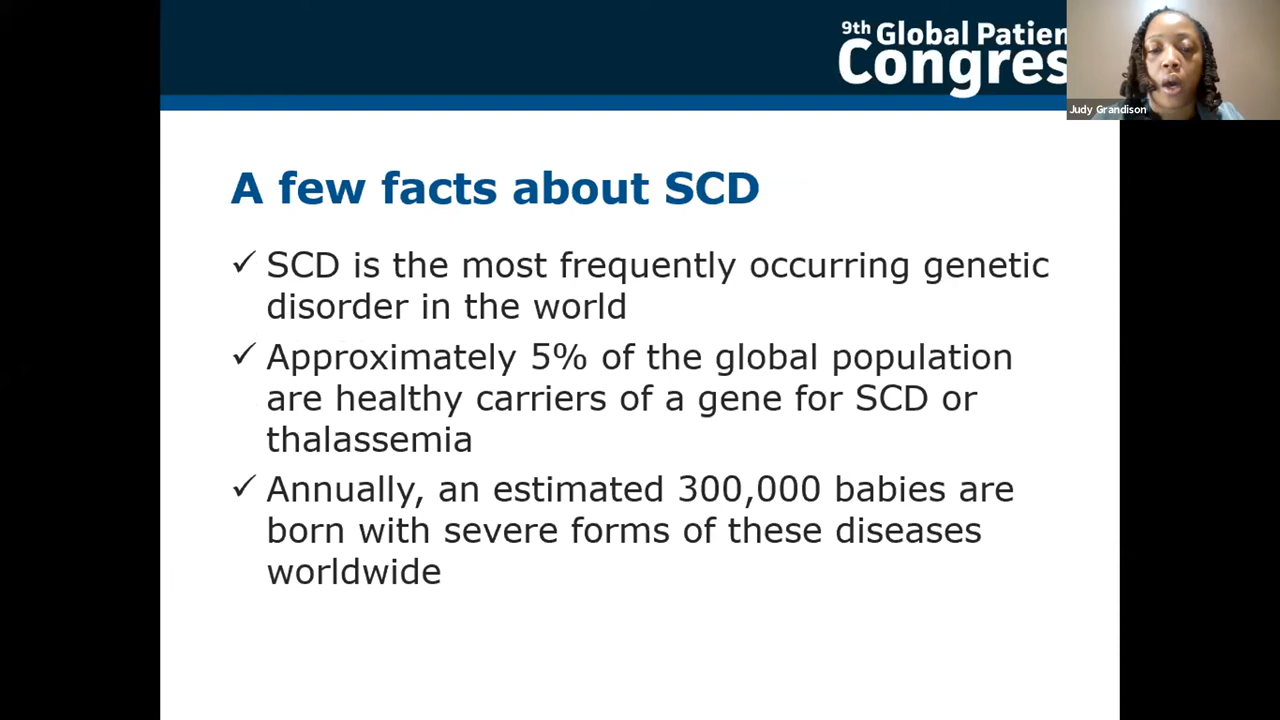 9th Global Patien
Congres
Judy Grandison
A few facts about SCD
✓ SCD is the most frequently occurring genetic
disorder in the world
✓ Approximately 5% of the global population
are healthy carriers of a gene for SCD or
thalassemia
✓ Annually, an estimated 300,000 babies are
born with severe forms of these diseases
worldwide